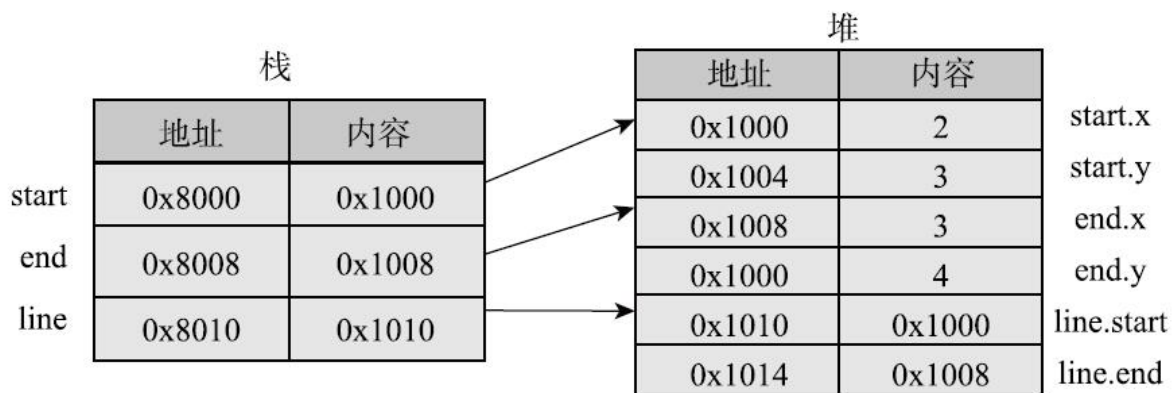 栈
地址 内容
start 0x8000 0x1000
end 0x8008 0x1008
line 0x8010 0x1010
堆
地址 内容
0x1000 2 start.x
0x1004 3 start.y
0x1008 3 end.x
0x1000 4 end.y
0x1010 0x1000 line.start
0x1014 0x1008 line.end